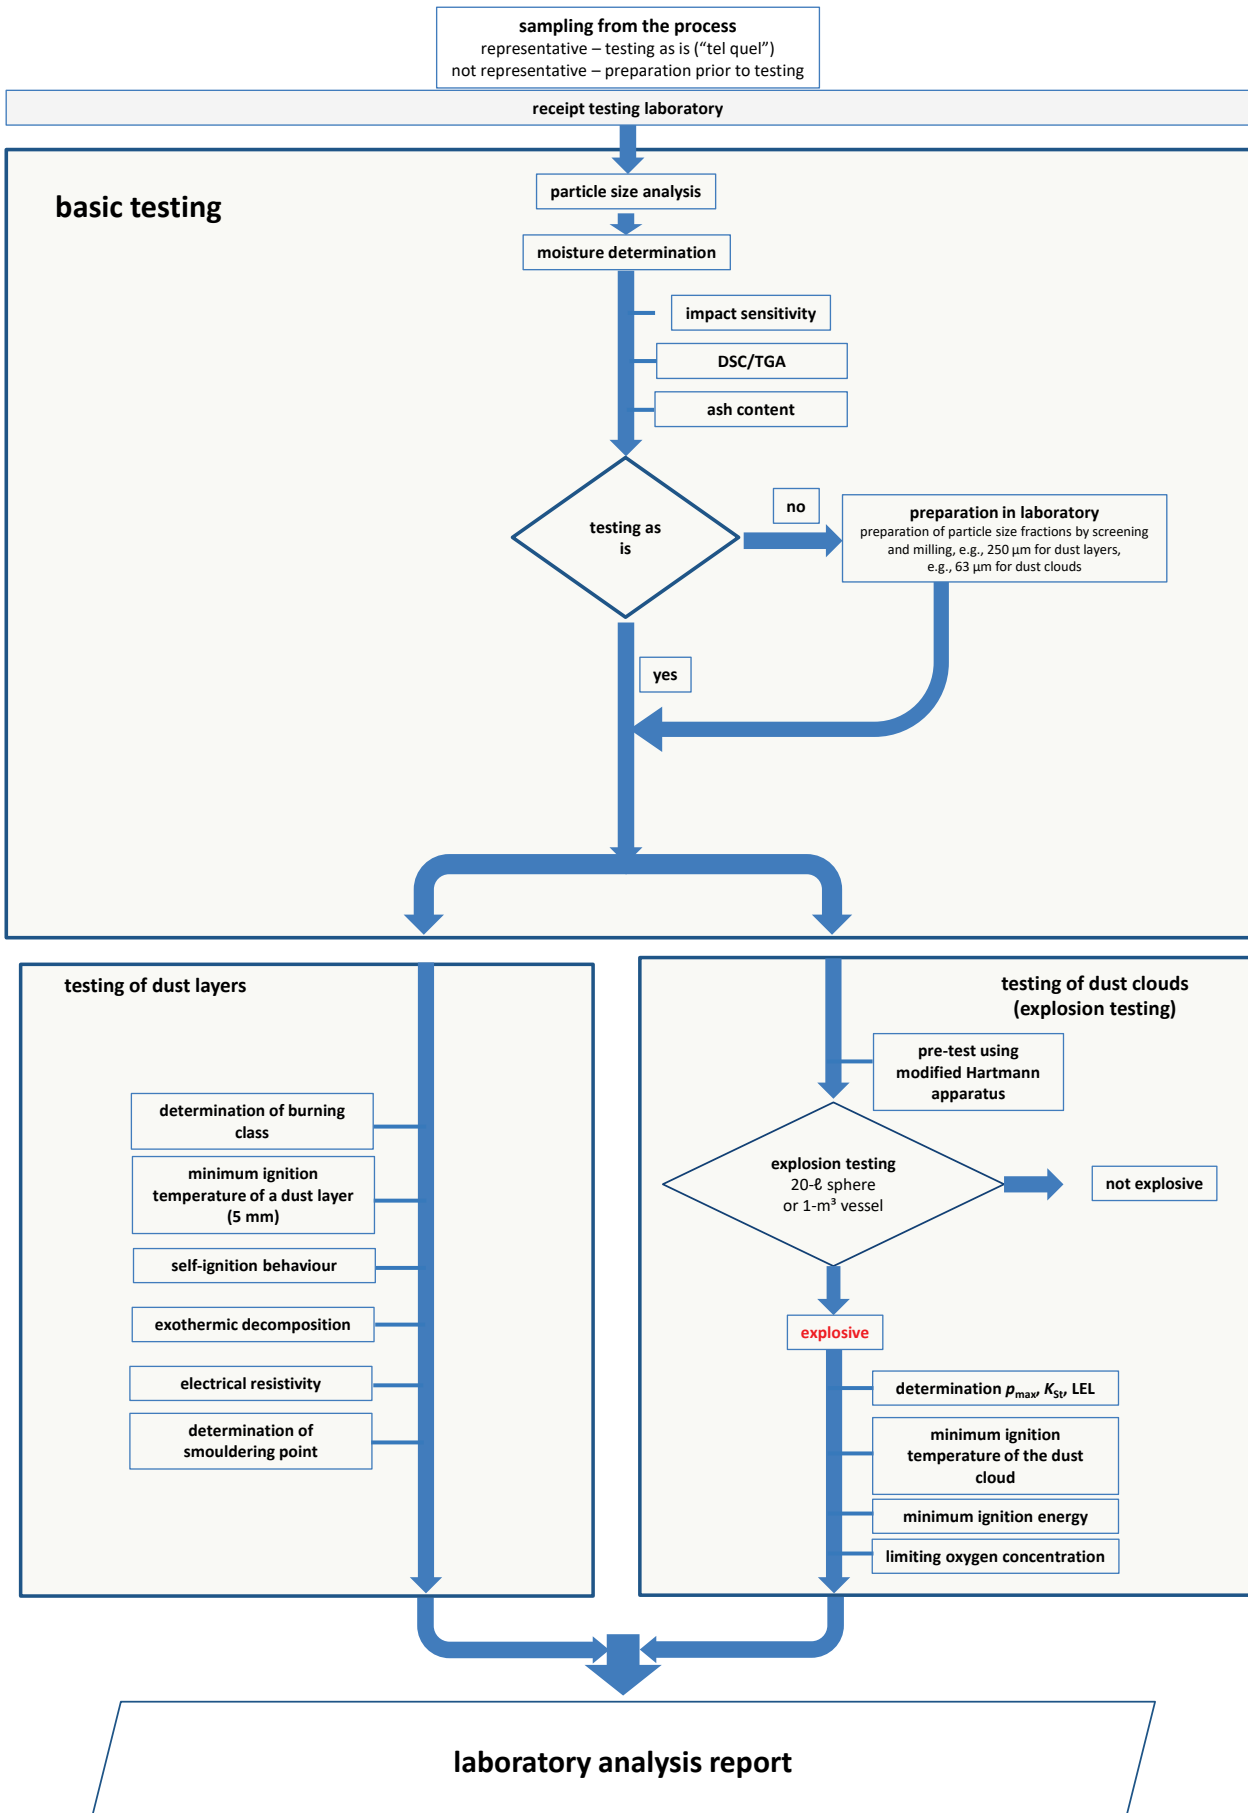 sampling from the process
representative – testing as is (“tel quel”)
not representative – preparation prior to testing
receipt testing laboratory
basic testing
particle size analysis
moisture determination
impact sensitivity
DSC/TGA
ash content
testing as
is
no
preparation in laboratory
preparation of particle size fractions by screening
and milling, e.g., 250 µm for dust layers,
e.g., 63 µm for dust clouds
yes
testing of dust layers
determination of burning
class
minimum ignition
temperature of a dust layer
(5 mm)
self-ignition behaviour
exothermic decomposition
electrical resistivity
determination of
smouldering point
testing of dust clouds
(explosion testing)
pre-test using
modified Hartmann
apparatus
explosion testing
20-ℓ sphere
or 1-m³ vessel
not explosive
explosive
determination pmax, KSt, LEL
minimum ignition
temperature of the dust
cloud
minimum ignition energy
limiting oxygen concentration
laboratory analysis report